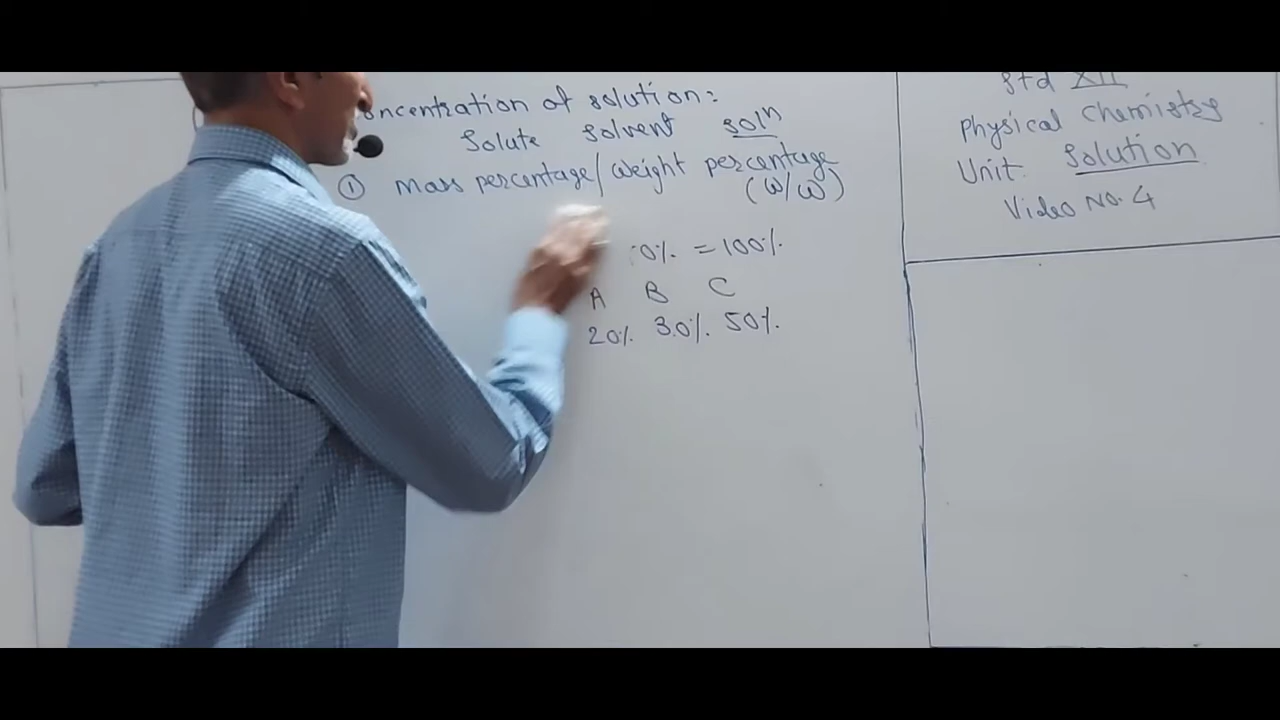 oncentration of solution:
Solute solvent solⁿ
① Mass percentage/weight percentage
(W/W)
0% = 100%
A B C
20% 30% 50%
Std XII
Physical Chemistry
Unit Solution
Video No. 4